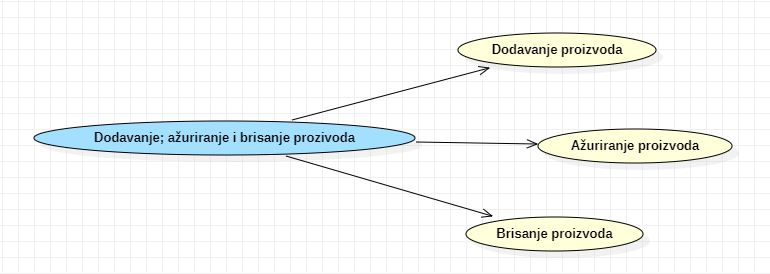 Dodavanje proizvoda
Dodavanje; ažuriranje i brisanje prozivoda
Ažuriranje proizvoda
Brisanje proizvoda